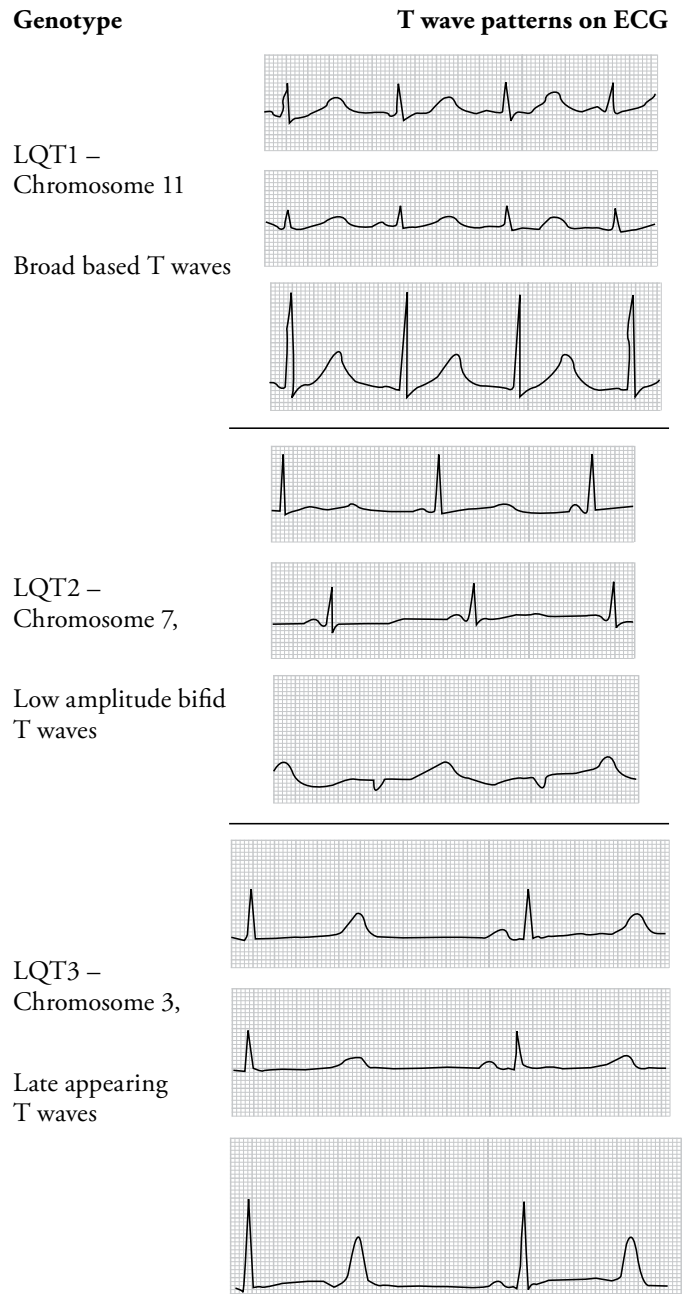 Genotype
T wave patterns on ECG
LQT1 –
Chromosome 11
Broad based T waves
LQT2 –
Chromosome 7,
Low amplitude bifid
T waves
LQT3 –
Chromosome 3,
Late appearing
T waves